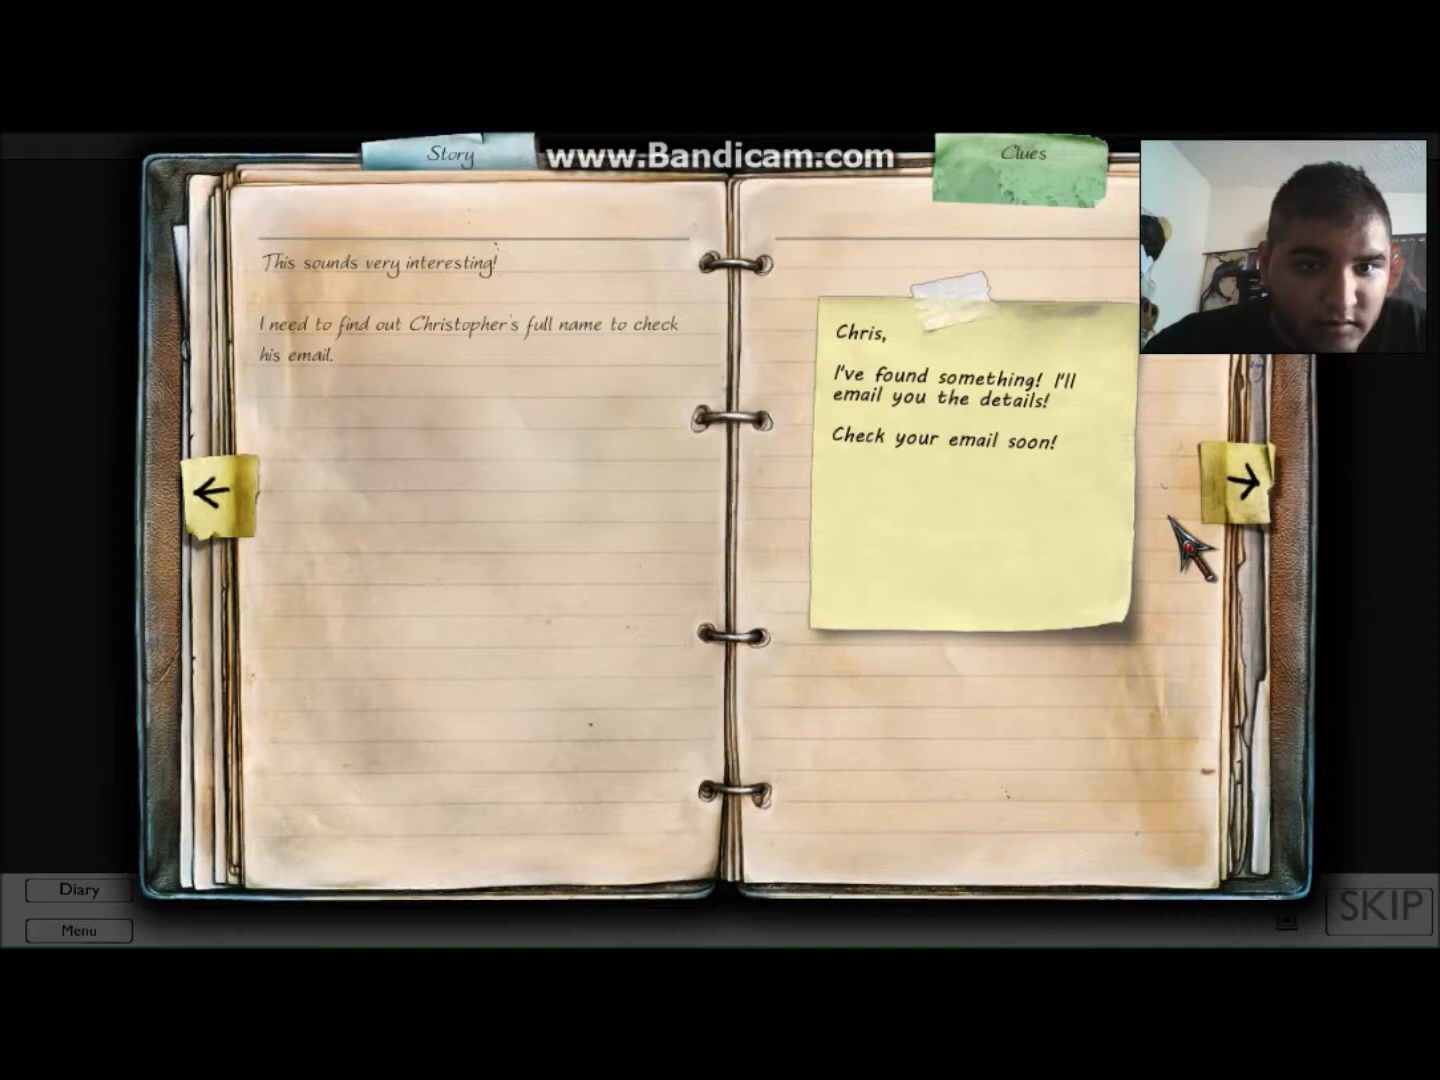 Story
www.Bandicam.com
Clues
This sounds very interesting!
I need to find out Christopher's full name to check
his email.
Chris,
I've found something! I'll
email you the details!
Check your email soon!
Diary
Menu
SKIP